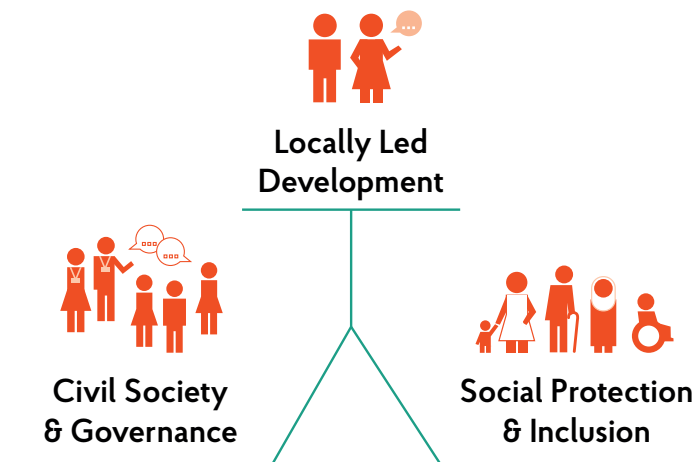 Locally Led
Development
Civil Society
& Governance
Social Protection
& Inclusion